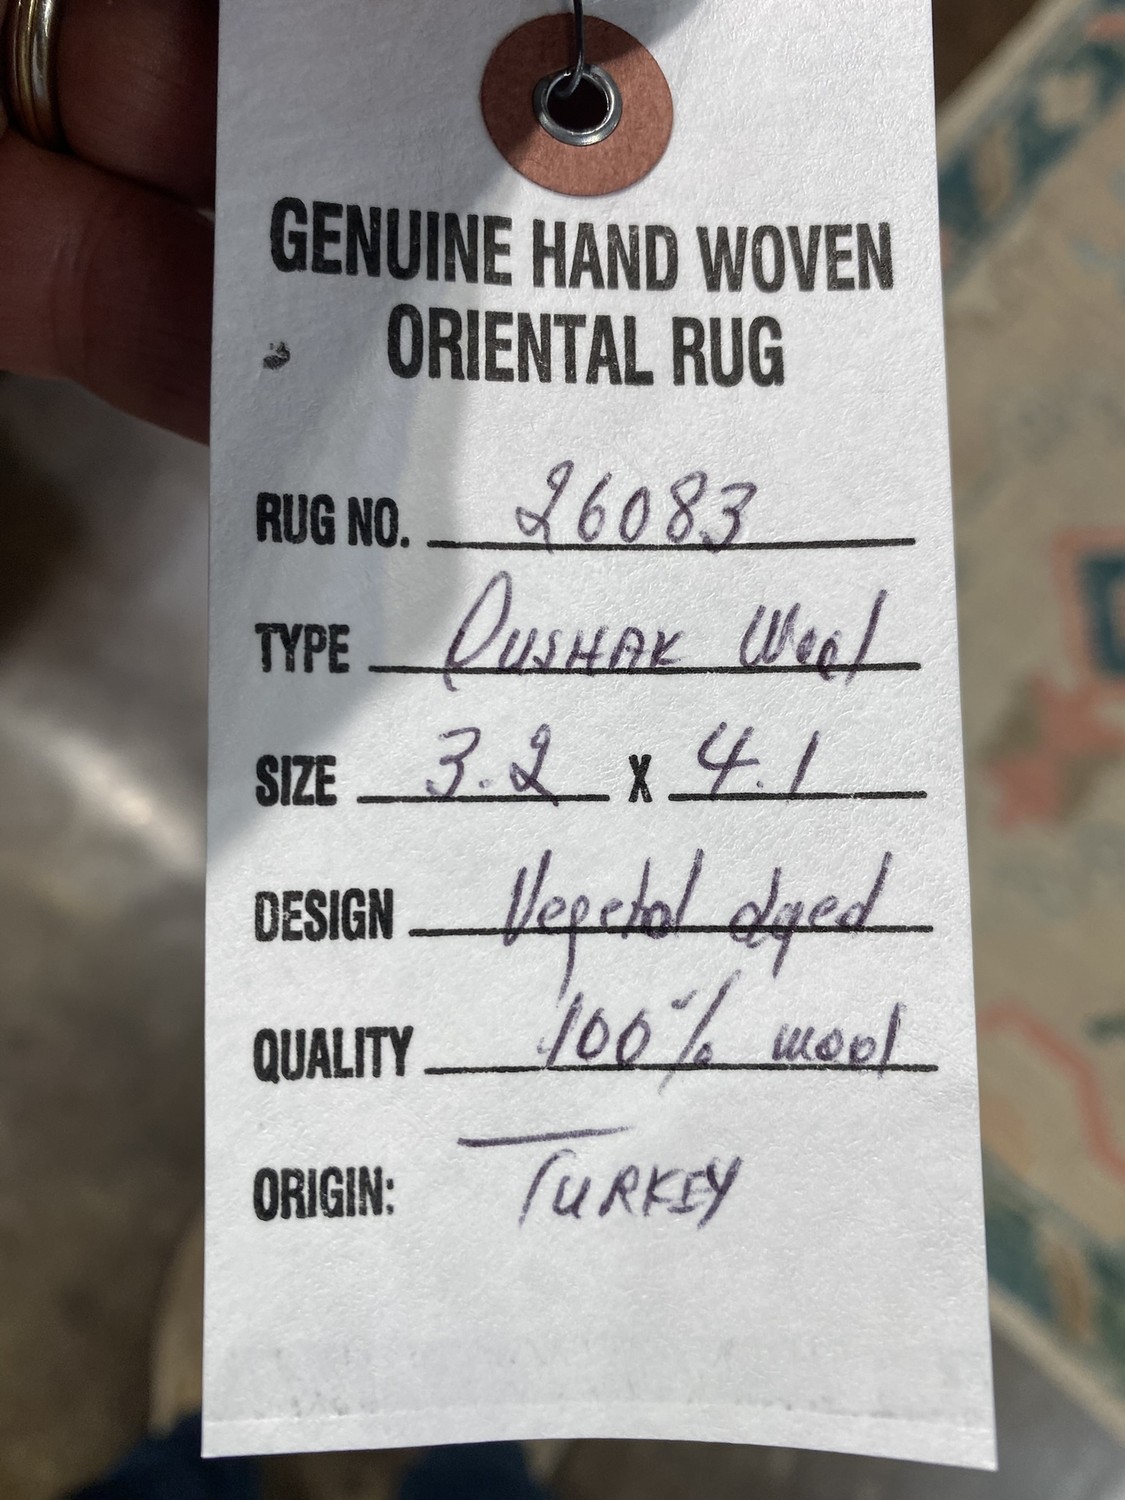 GENUINE HAND WOVEN
ORIENTAL RUG
RUG NO. 26083
TYPE OUSHAK Wool
SIZE 3.2 X 4.1
DESIGN Vegetal dyed
QUALITY 100% wool
ORIGIN: TURKEY